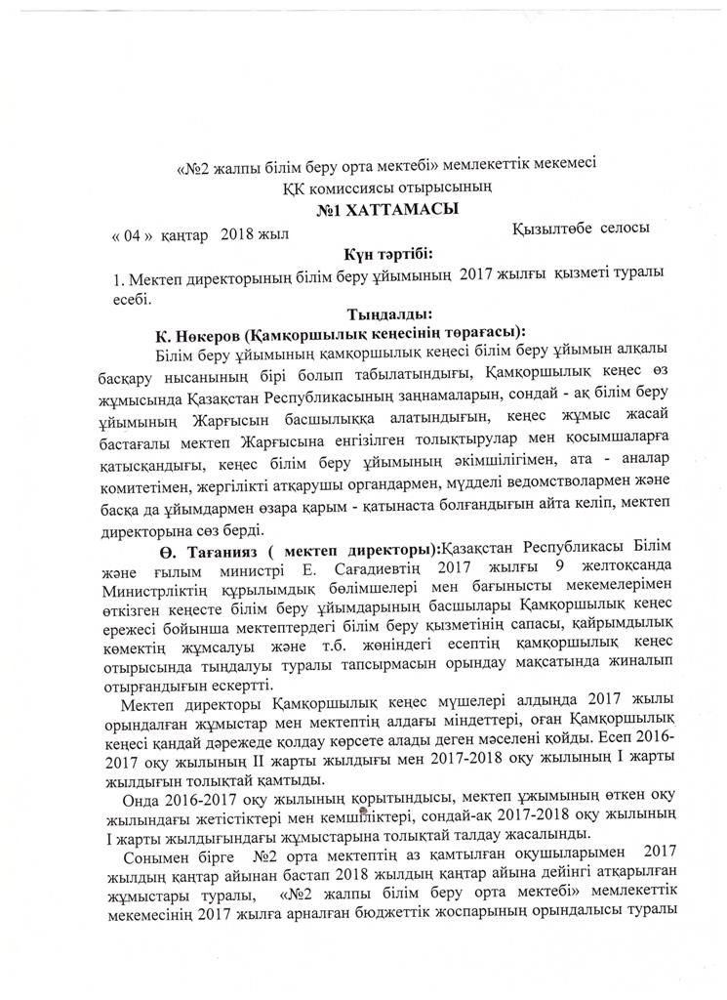 «№2 жалпы білім беру орта мектебі» мемлекеттік мекемесі
ҚК комиссиясы отырысының
№1 ХАТТАМАСЫ
« 04 » қаңтар 2018 жыл Қызылтөбе селосы
Күн тәртібі:
1. Мектеп директорының білім беру ұйымының 2017 жылғы қызметі туралы
есебі.
Тыңдалды:
К. Нөкеров (Қамқоршылық кеңесінің төрағасы):
Білім беру ұйымының қамқоршылық кеңесі білім беру ұйымын алқалы
басқару нысанының бірі болып табылатындығы, Қамқоршылық кеңес өз
жұмысында Қазақстан Республикасының заңнамаларын, сондай - ақ білім беру
ұйымының Жарғысын басшылыққа алатындығын, кеңес жұмыс жасай
бастағалы мектеп Жарғысына енгізілген толықтырулар мен қосымшаларға
қатысқандығы, кеңес білім беру ұйымының әкімшілігімен, ата - аналар
комитетімен, жергілікті атқарушы органдармен, мүдделі ведомстволармен және
басқа да ұйымдармен өзара қарым - қатынаста болғандығын айта келіп, мектеп
директорына сөз берді.
Ө. Тағанияз ( мектеп директоры):Қазақстан Республикасы Білім
және ғылым министрі Е. Сағадиевтің 2017 жылғы 9 желтоқсанда
Министрліктің құрылымдық бөлімшелері мен бағынысты мекемелерімен
өткізген кеңесте білім беру ұйымдарының басшылары Қамқоршылық кеңес
ережесі бойынша мектептердегі білім беру қызметінің сапасы, қайрымдылық
көмектің жұмсалуы және т.б. жөніндегі есептің қамқоршылық кеңес
отырысында тыңдалуы туралы тапсырмасын орындау мақсатында жиналып
отырғандығын ескертті.
Мектеп директоры Қамқоршылық кеңес мүшелері алдыңда 2017 жылы
орындалған жұмыстар мен мектептің алдағы міндеттері, оған Қамқоршылық
кеңесі қандай дәрежеде қолдау көрсете алады деген мәселені қойды. Есеп 2016-
2017 оқу жылының II жарты жылдығы мен 2017-2018 оқу жылының I жарты
жылдығын толықтай қамтыды.
Онда 2016-2017 оқу жылының қорытындысы, мектеп ұжымының өткен оқу
жылындағы жетістіктері мен кемшіліктері, сондай-ақ 2017-2018 оқу жылының
I жарты жылдығындағы жұмыстарына толықтай талдау жасалынды.
Сонымен бірге №2 орта мектептің аз қамтылған оқушыларымен 2017
жылдың қаңтар айынан бастап 2018 жылдың қаңтар айына дейінгі атқарылған
жұмыстары туралы, «№2 жалпы білім беру орта мектебі» мемлекеттік
мекемесінің 2017 жылға арналған бюджеттік жоспарының орындалысы туралы